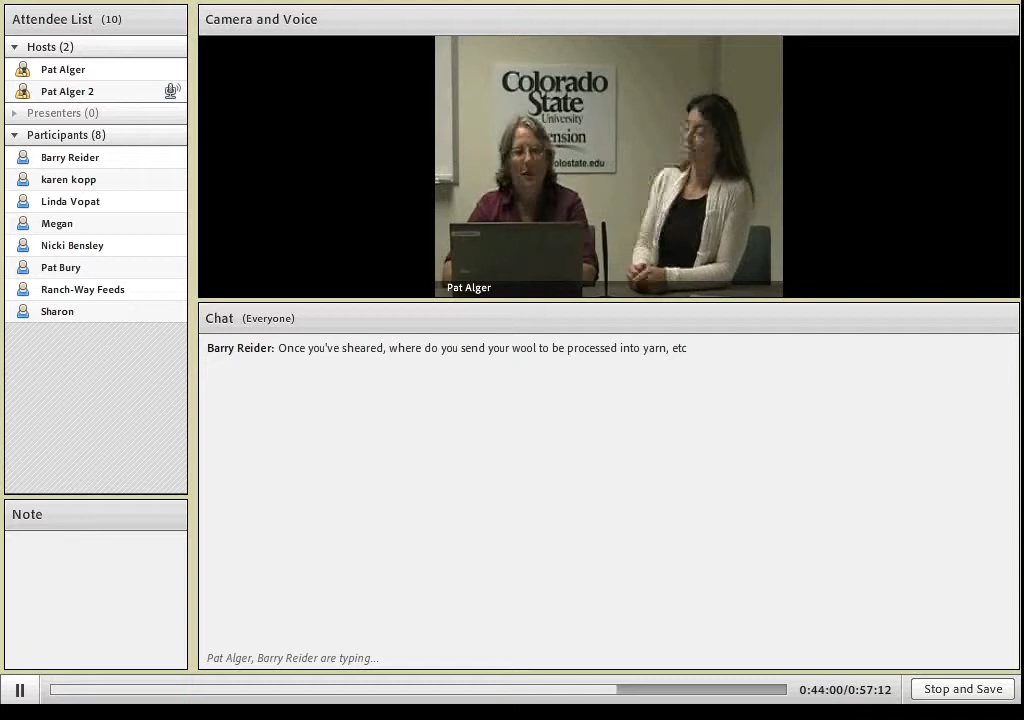 Attendee List (10)
Hosts (2)
Pat Alger
Pat Alger 2
Presenters (0)
Participants (8)
Barry Reider
karen kopp
Linda Vopat
Megan
Nicki Bensley
Pat Bury
Ranch-Way Feeds
Sharon
Note
Camera and Voice
Colorado
State
University
ension
olostate.edu
Pat Alger
Chat (Everyone)
Barry Reider: Once you've sheared, where do you send your wool to be processed into yarn, etc
Pat Alger, Barry Reider are typing...
0:44:00/0:57:12
Stop and Save